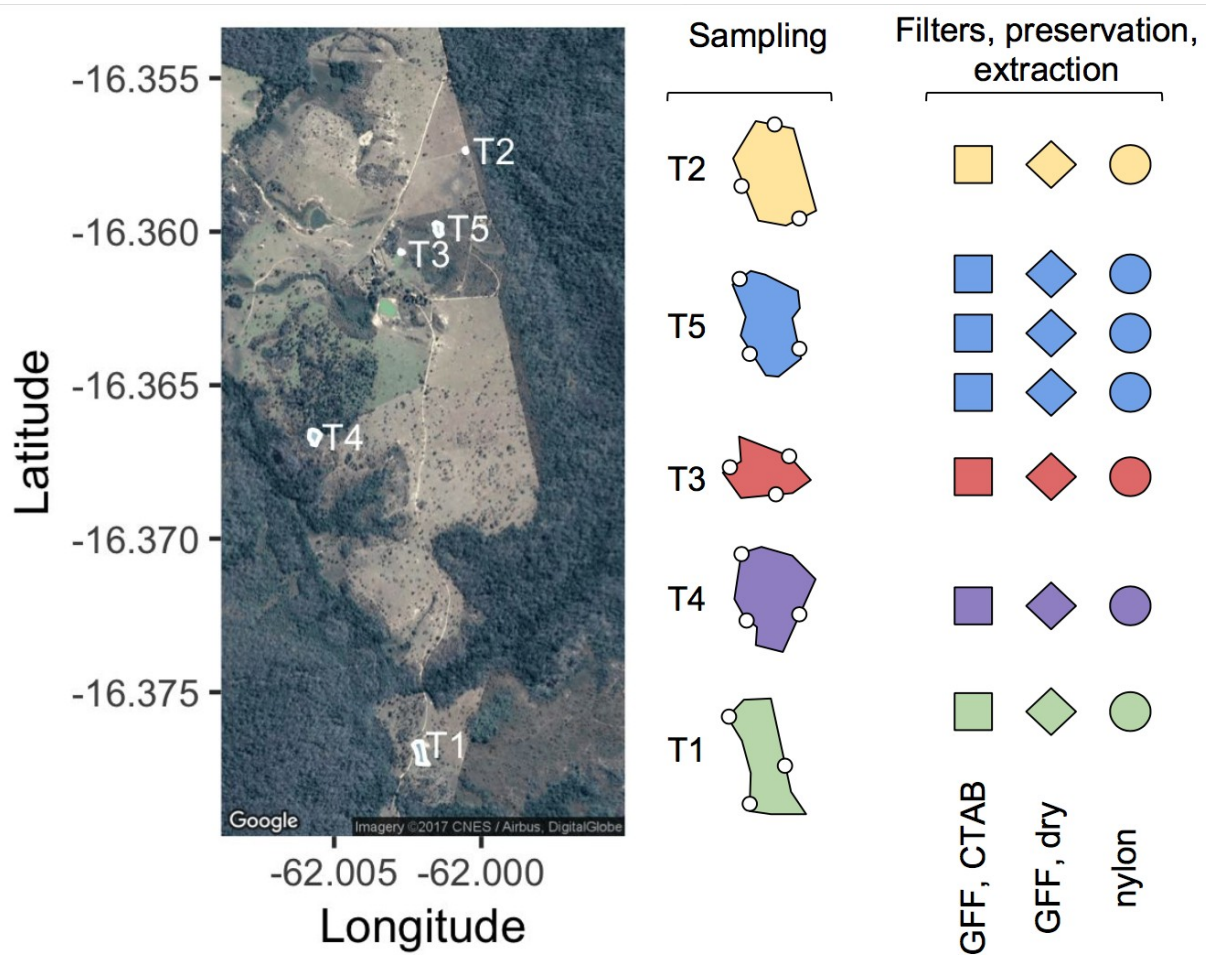 Sampling
Filters, preservation,
extraction
-16.355
-16.360
-16.365
-16.370
-16.375
Latitude
T2
T5
T3
T4
T1
Google
Imagery ©2017 CNES / Airbus, DigitalGlobe
-62.005
-62.000
Longitude
T2
T5
T3
T4
T1
GFF, CTAB
GFF, dry
nylon